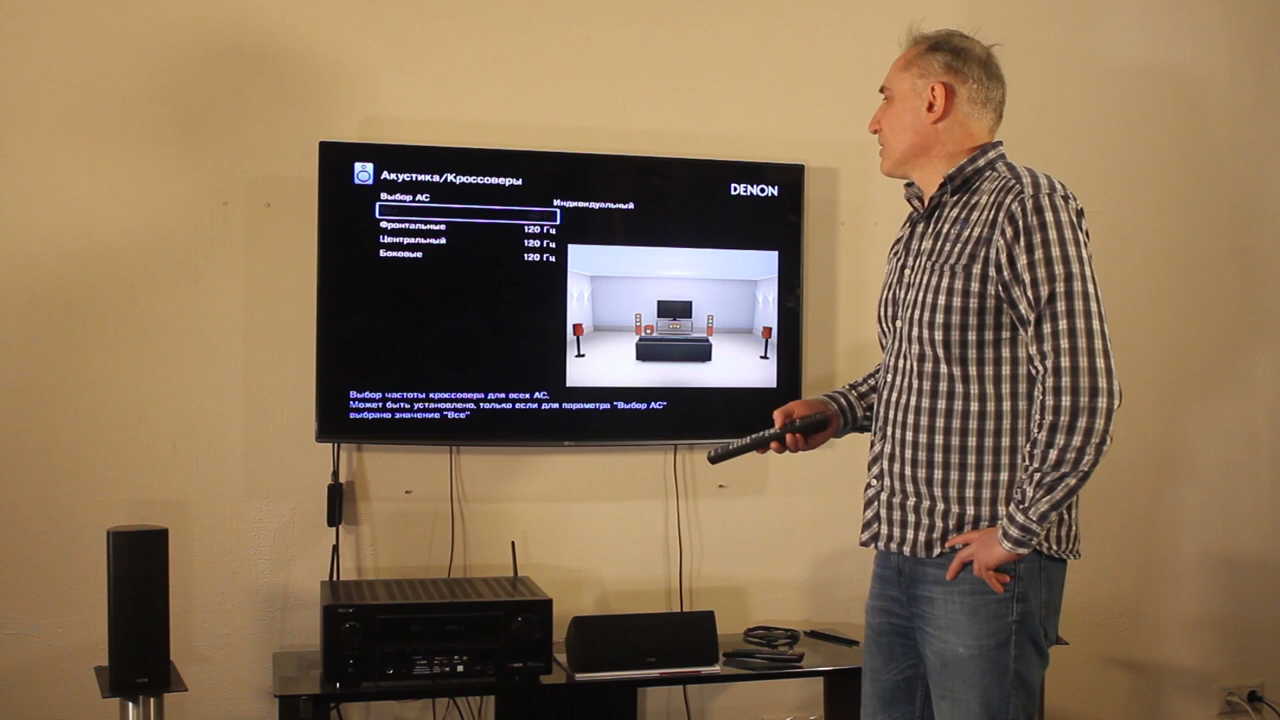 Акустика/Кроссоверы
DENON
Выбор АС Индивидуальный
Фронтальные 120 Гц
Центральный 120 Гц
Боковые 120 Гц
Выбор частоты кроссовера для всех АС.
Может быть установлено, только если для параметра "Выбор АС"
выбрано значение "Все"